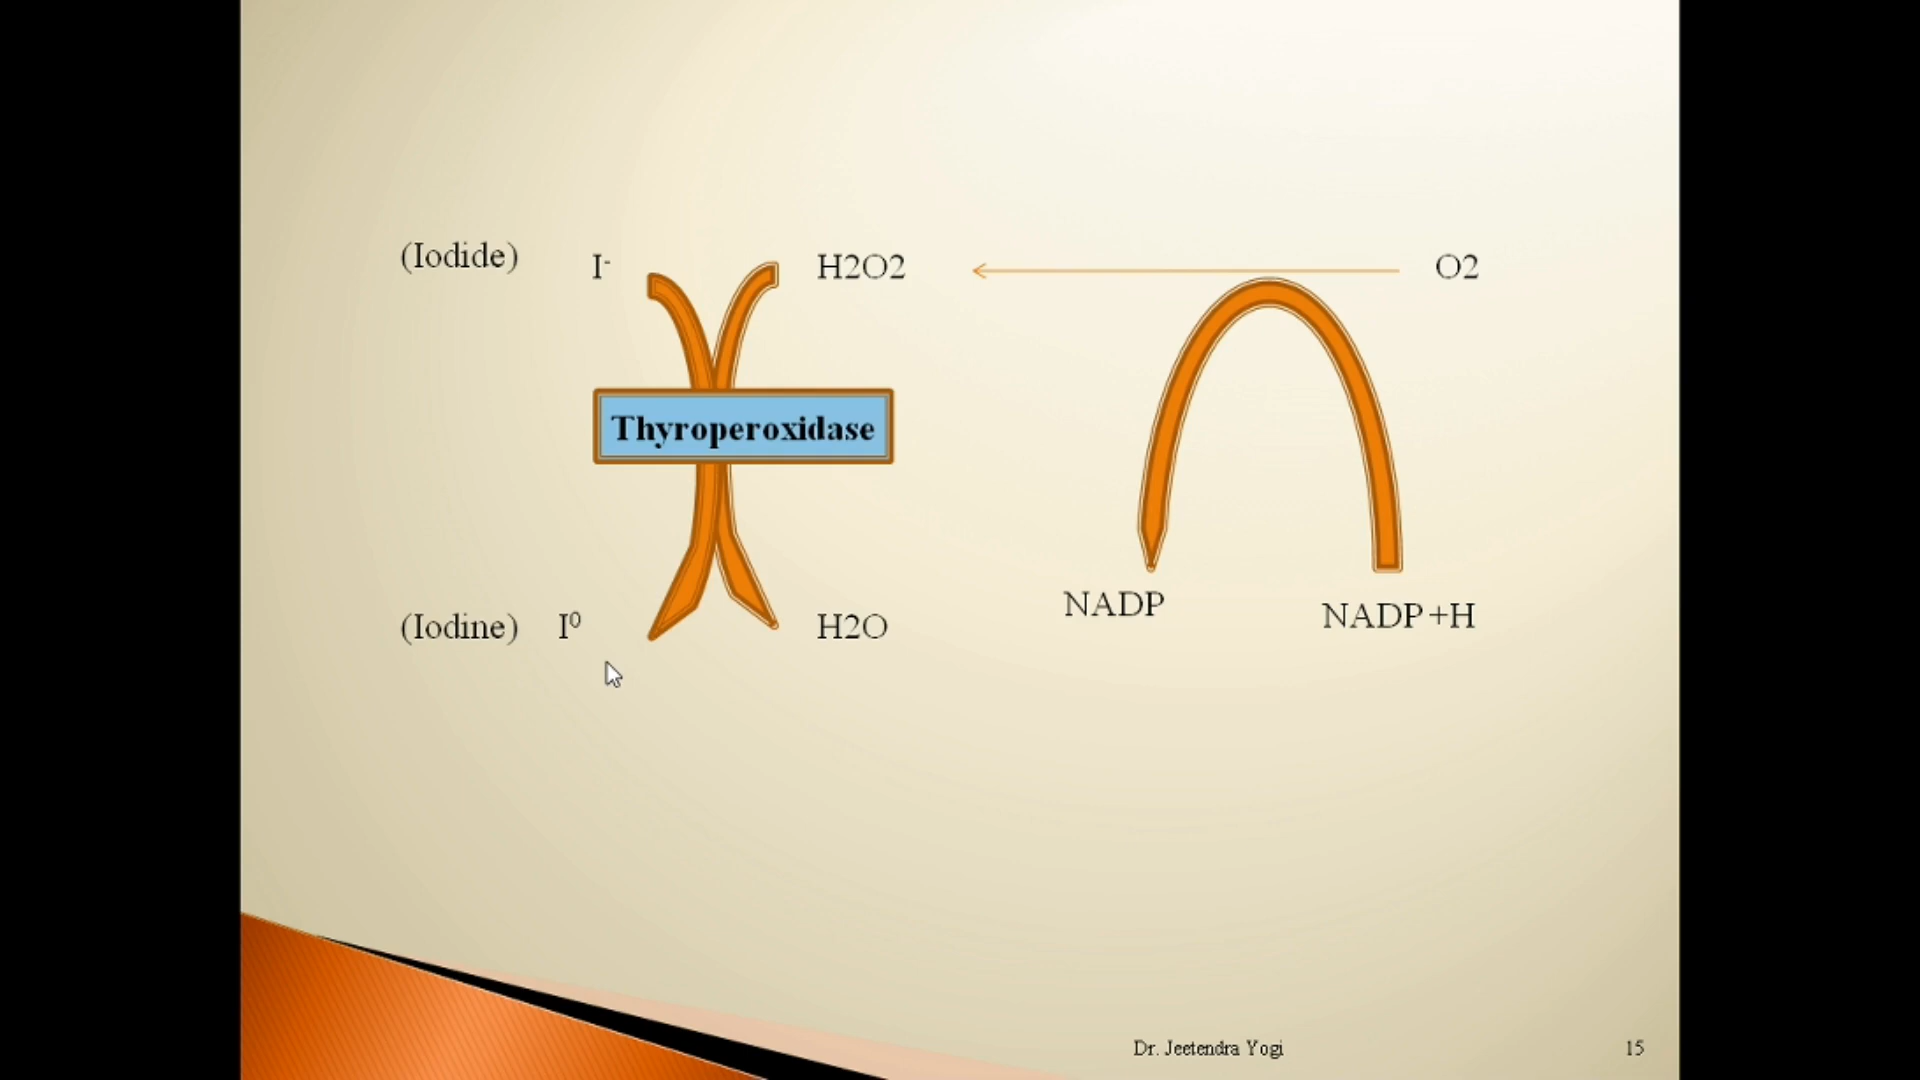 (Iodide) I⁻ H2O2 O2
Thyroperoxidase
NADP NADP+H
(Iodine) I⁰ H2O
Dr. Jeetendra Yogi 15